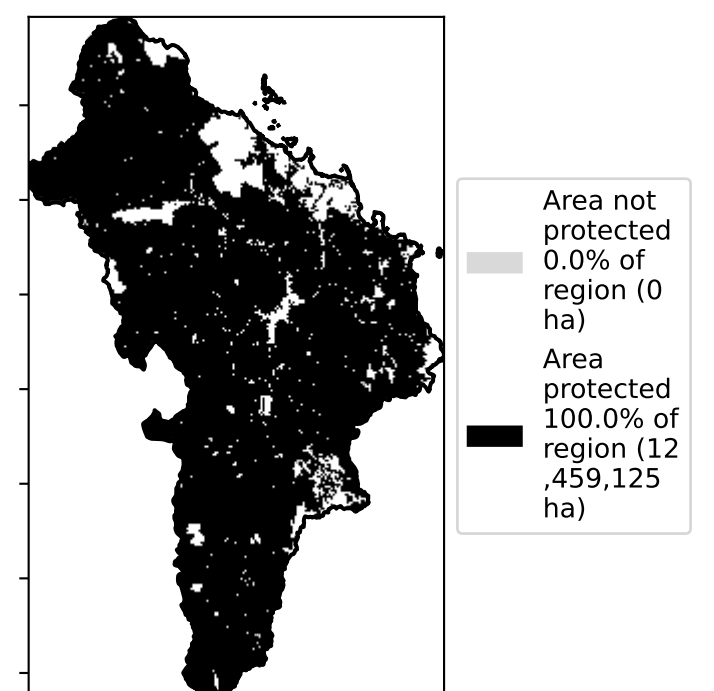 Area not
protected
0.0% of
region (0
ha)
Area
protected
100.0% of
region (12
,459,125
ha)